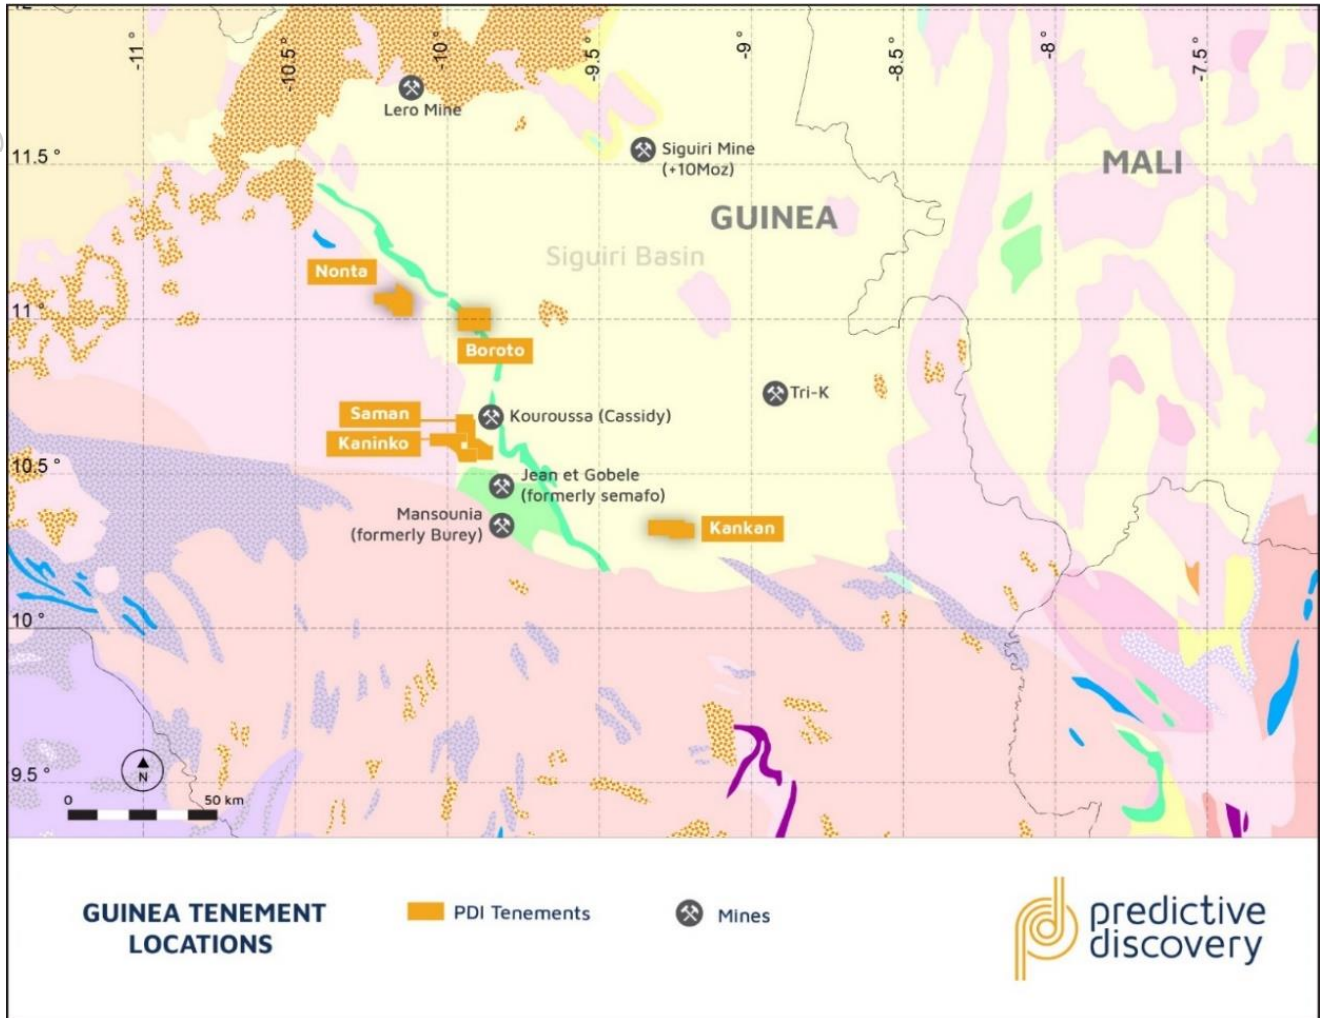 12 °
-11 °
-10.5 °
-10 °
-9.5 °
-9 °
-8.5 °
-8 °
-7.5 °
Lero Mine
Siguiri Mine
(+10Moz)
MALI
11.5 °
GUINEA
Siguiri Basin
Nonta
11 °
Boroto
Tri-K
Saman
Kouroussa (Cassidy)
Kaninko
10.5 °
Jean et Gobele
(formerly semafo)
Mansounia
(formerly Burey)
Kankan
10 °
9.5 °
N
0 50 km
GUINEA TENEMENT
LOCATIONS
PDI Tenements
Mines
predictive
discovery